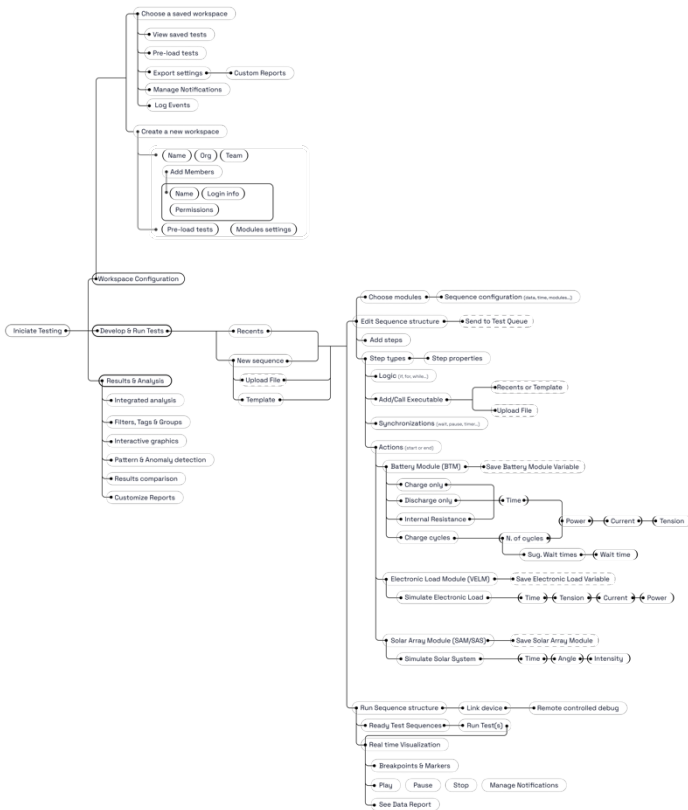 Choose a saved workspace
View saved tests
Pre-load tests
Export settings
Custom Reports
Manage Notifications
Log Events
Create a new workspace
Name
Org
Team
Add Members
Name
Login info
Permissions
Pre-load tests
Modules settings
Workspace Configuration
Iniciate Testing
Develop & Run Tests
Recents
New sequence
Upload File
Template
Results & Analysis
Integrated analysis
Filters, Tags & Groups
Interactive graphics
Pattern & Anomaly detection
Results comparison
Customize Reports
Choose modules
Sequence configuration (data, time, modules...)
Edit Sequence structure
Send to Test Queue
Add steps
Step types
Step properties
Logic (if, for, while...)
Add/Call Executable
Recents or Template
Upload File
Synchronizations (wait, pause, timer...)
Actions (start or end)
Battery Module (BTM)
Save Battery Module Variable
Charge only
Discharge only
Time
Internal Resistance
Power
Current
Tension
Charge cycles
N. of cycles
Sug. Wait times
Wait time
Electronic Load Module (VELM)
Save Electronic Load Variable
Simulate Electronic Load
Time
Tension
Current
Power
Solar Array Module (SAM/SAS)
Save Solar Array Module
Simulate Solar System
Time
Angle
Intensity
Run Sequence structure
Link device
Remote controlled debug
Ready Test Sequences
Run Test(s)
Real time Visualization
Breakpoints & Markers
Play
Pause
Stop
Manage Notifications
See Data Report